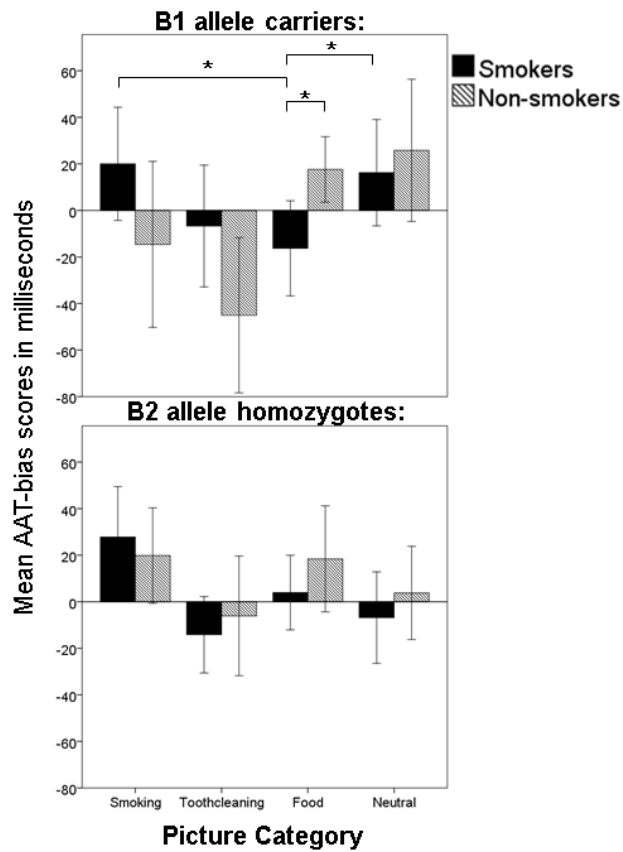 B1 allele carriers:
*
*
*
Smokers
Non-smokers
60
40
20
0
-20
-40
-60
-80
Mean AAT-bias scores in milliseconds
B2 allele homozygotes:
60
40
20
0
-20
-40
-60
-80
Smoking Toothcleaning Food Neutral
Picture Category